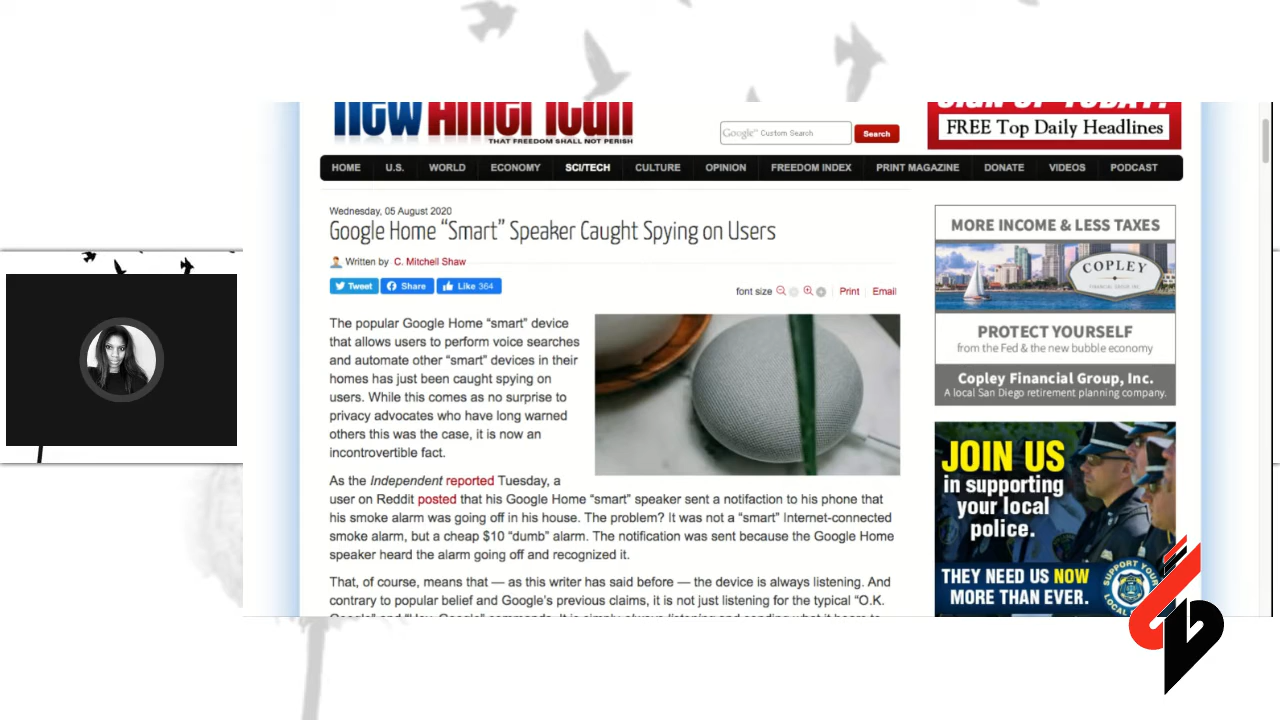 New American
THAT FREEDOM SHALL NOT PERISH
Google™ Custom Search
Search
SIGN UP TODAY!
FREE Top Daily Headlines
HOME U.S. WORLD ECONOMY SCI/TECH CULTURE OPINION FREEDOM INDEX PRINT MAGAZINE DONATE VIDEOS PODCAST
Wednesday, 05 August 2020
Google Home “Smart” Speaker Caught Spying on Users
Written by C. Mitchell Shaw
Tweet Share Like 364
font size Print Email
The popular Google Home “smart” device
that allows users to perform voice searches
and automate other “smart” devices in their
homes has just been caught spying on
users. While this comes as no surprise to
privacy advocates who have long warned
others this was the case, it is now an
incontrovertible fact.
As the Independent reported Tuesday, a
user on Reddit posted that his Google Home “smart” speaker sent a notifaction to his phone that
his smoke alarm was going off in his house. The problem? It was not a “smart” Internet-connected
smoke alarm, but a cheap $10 “dumb” alarm. The notification was sent because the Google Home
speaker heard the alarm going off and recognized it.
That, of course, means that — as this writer has said before — the device is always listening. And
contrary to popular belief and Google's previous claims, it is not just listening for the typical “O.K.
MORE INCOME & LESS TAXES
COPLEY
PROTECT YOURSELF
from the Fed & the new bubble economy
Copley Financial Group, Inc.
A local San Diego retirement planning company.
JOIN US
in supporting
your local
police.
THEY NEED US NOW
MORE THAN EVER.
SUPPORT YOUR
LOCAL